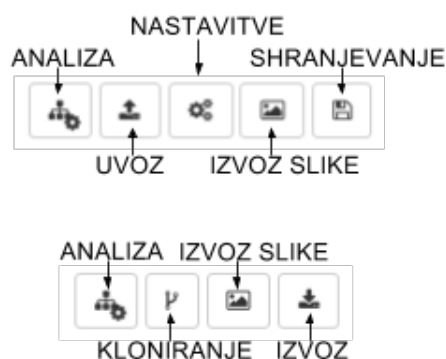 NASTAVITVE
ANALIZA SHRANJEVANJE
UVOZ IZVOZ SLIKE
ANALIZA IZVOZ SLIKE
KLONIRANJE IZVOZ